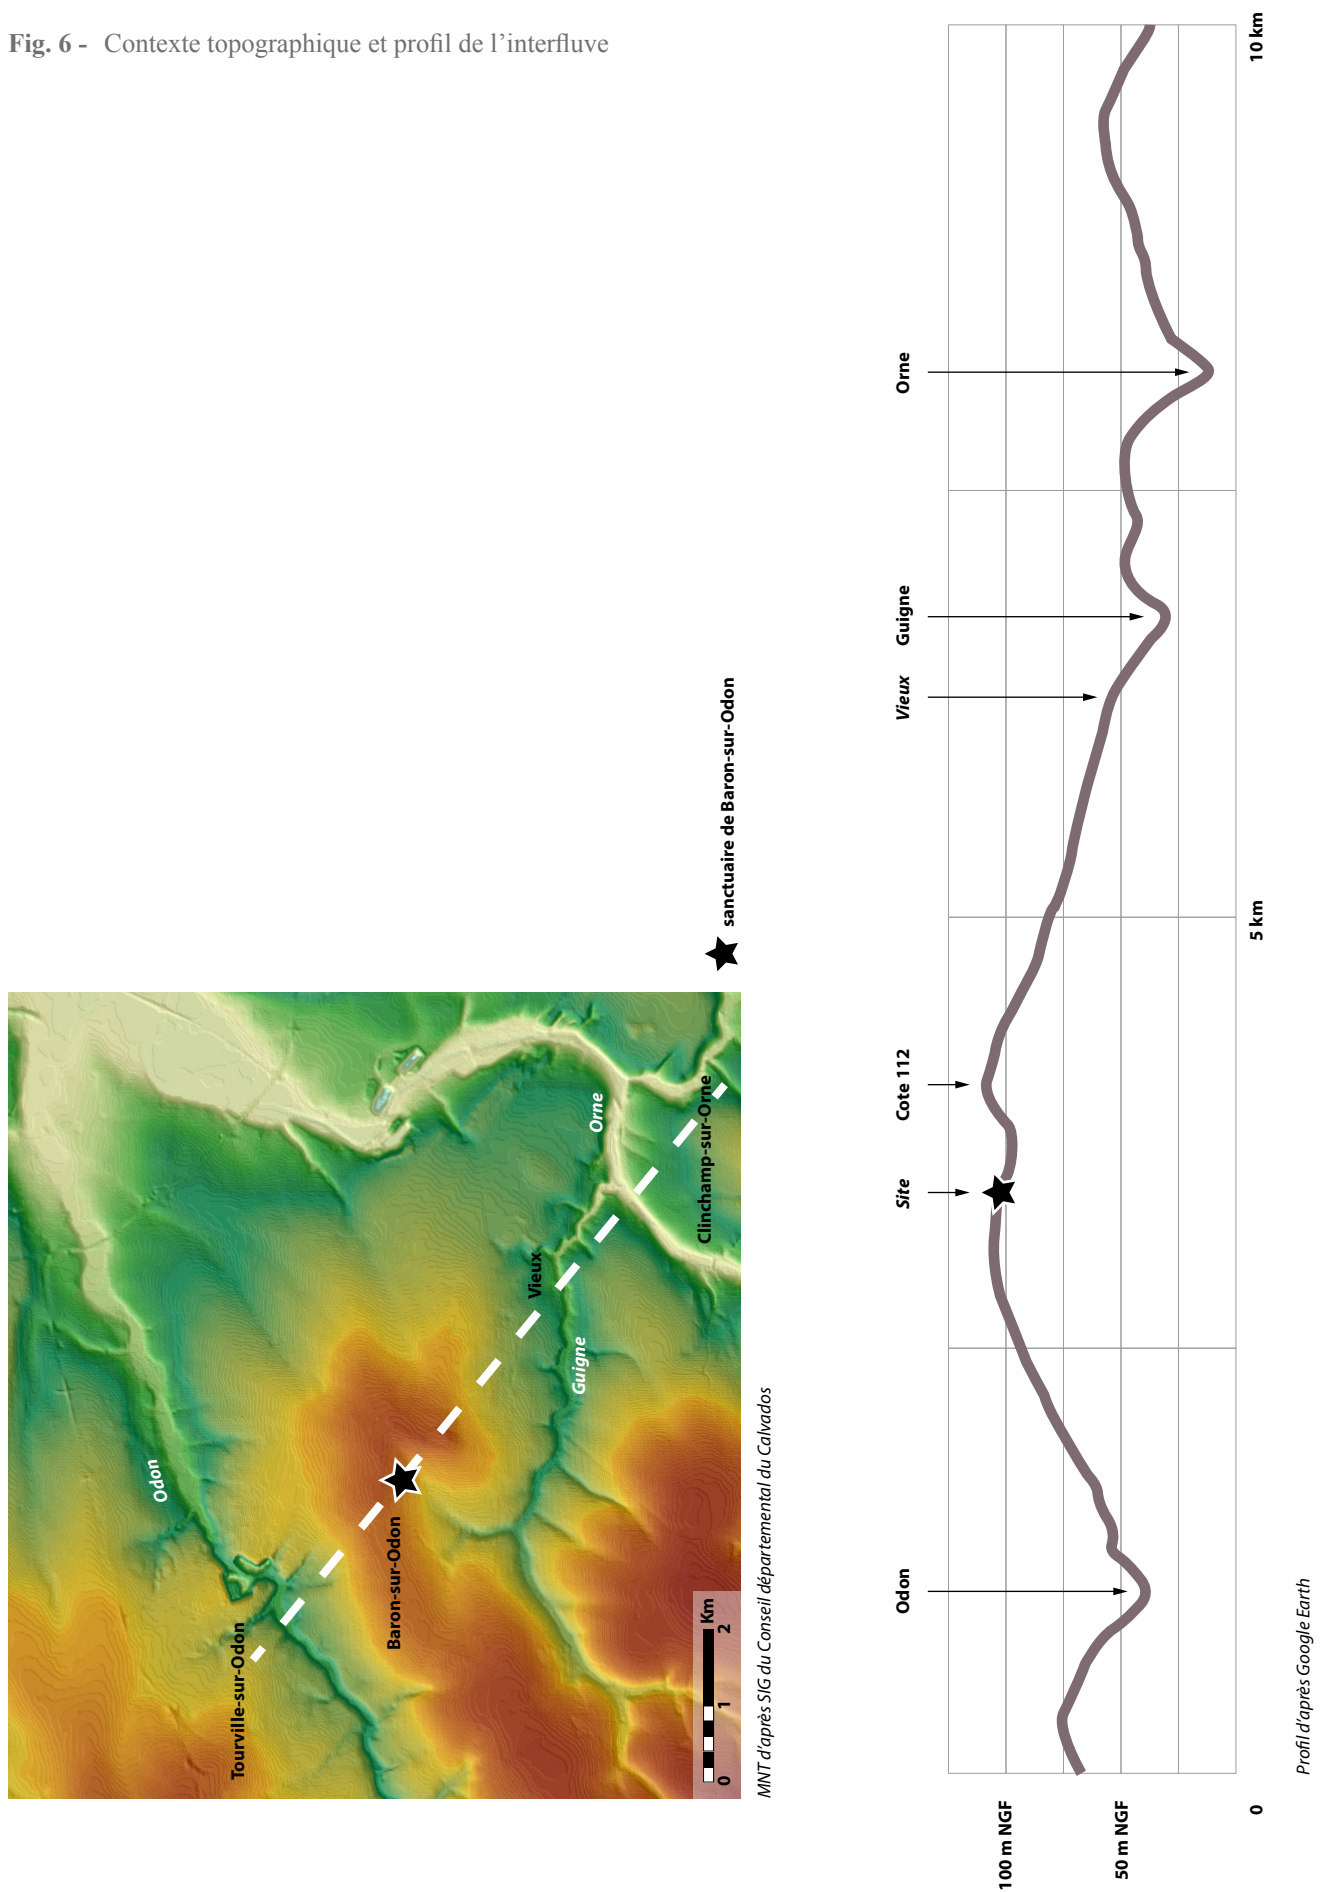 Fig. 6 - Contexte topographique et profil de l'interfluve
Tourville-sur-Odon
Odon
Baron-sur-Odon
Guigne
Vieux
Orne
Clinchamp-sur-Orne
0 1 2 Km
MNT d'après SIG du Conseil départemental du Calvados
sanctuaire de Baron-sur-Odon
Odon
Site
Cote 112
Vieux
Guigne
Orne
100 m NGF
50 m NGF
0
5 km
10 km
Profil d'après Google Earth